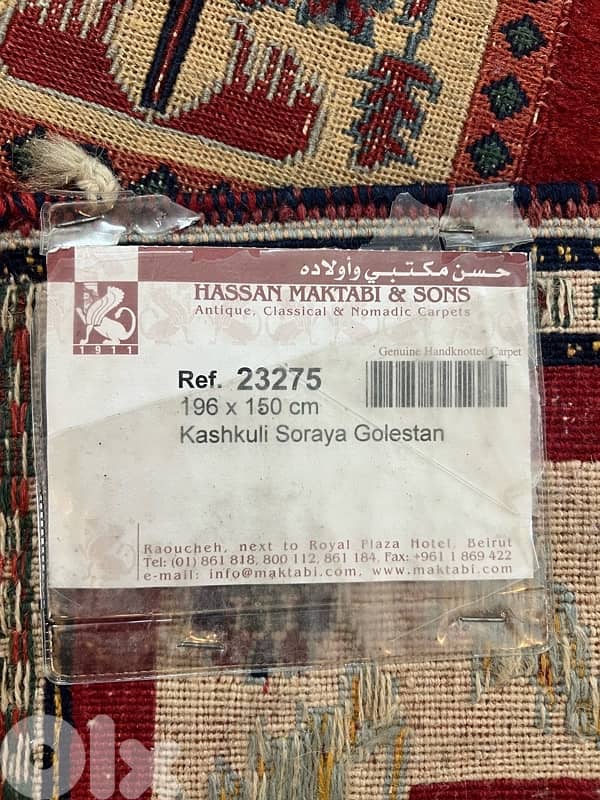 حسن مكتبي وأولاده
HASSAN MAKTABI & SONS
Antique, Classical & Nomadic Carpets
1911
Genuine Handknotted Carpet
Ref. 23275
196 x 150 cm
Kashkuli Soraya Golestan
Raoucheh, next to Royal Plaza Hotel, Beirut
Tel: (01) 861 818, 800 112, 861 184, Fax: +961 1 869 422
e-mail: info@maktabi.com, www.maktabi.com
olx